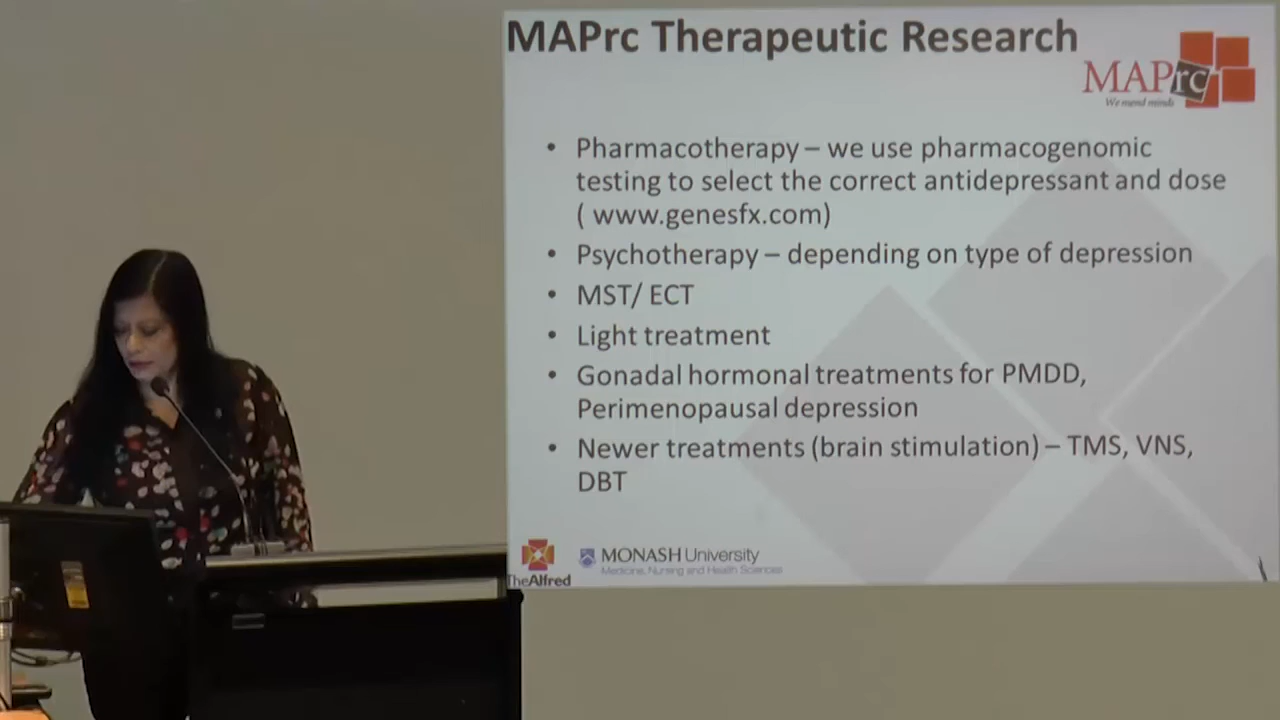 MAPrc Therapeutic Research
MAPrc
We mend minds
• Pharmacotherapy – we use pharmacogenomic
testing to select the correct antidepressant and dose
( www.genesfx.com)
• Psychotherapy – depending on type of depression
• MST/ ECT
• Light treatment
• Gonadal hormonal treatments for PMDD,
Perimenopausal depression
• Newer treatments (brain stimulation) – TMS, VNS,
DBT
TheAlfred
MONASH University
Medicine, Nursing and Health Sciences